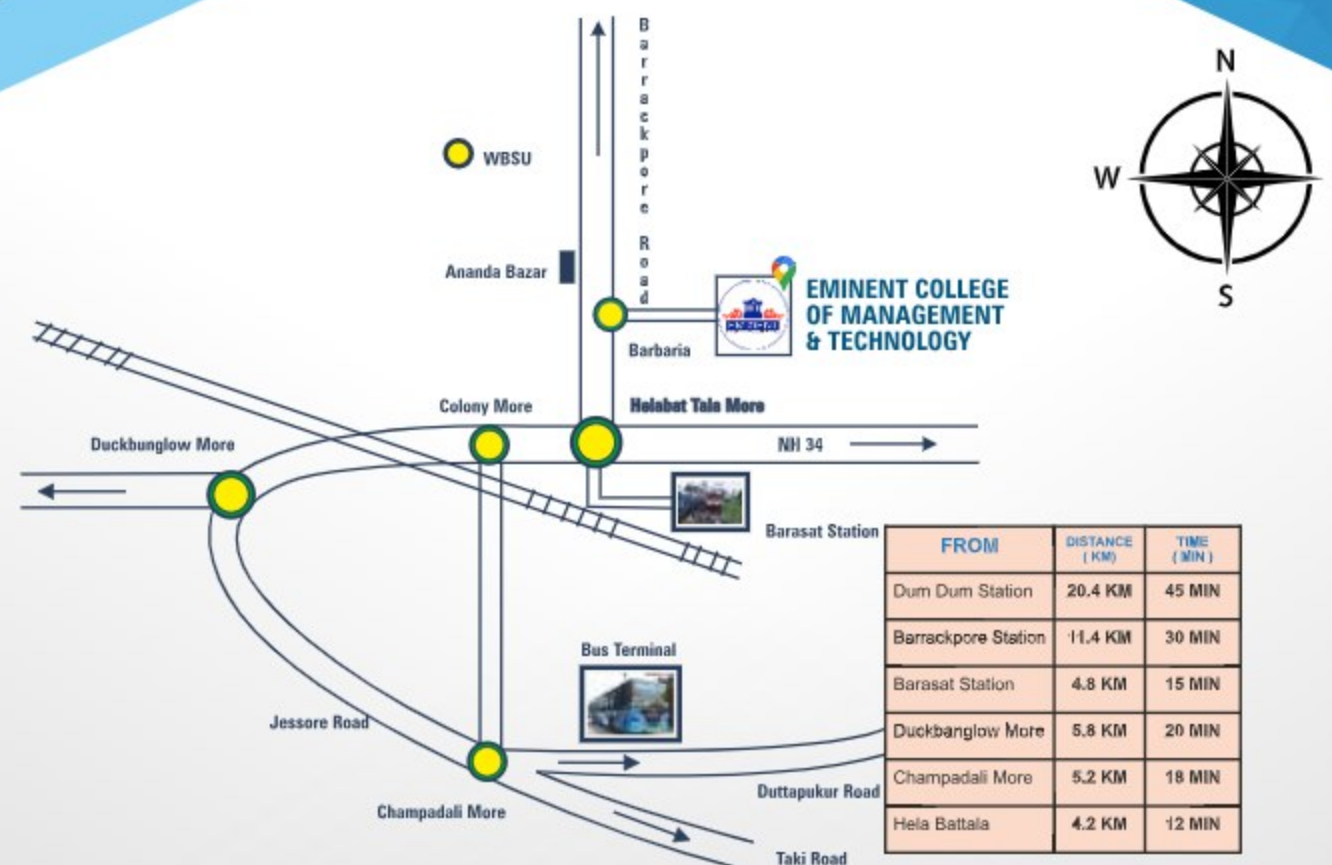 N
W
S
Barrackpore Road
WBSU
Ananda Bazar
EMINENT COLLEGE
OF MANAGEMENT
& TECHNOLOGY
Barbaria
Colony More
Helabat Tala More
Duckbunglow More
NH 34
Barasat Station
FROM DISTANCE (KM) TIME (MIN)
Dum Dum Station 20.4 KM 45 MIN
Barrackpore Station 11.4 KM 30 MIN
Barasat Station 4.8 KM 15 MIN
Duckbanglow More 5.8 KM 20 MIN
Champadali More 5.2 KM 18 MIN
Hela Battala 4.2 KM 12 MIN
Bus Terminal
Jessore Road
Duttapukur Road
Champadali More
Taki Road